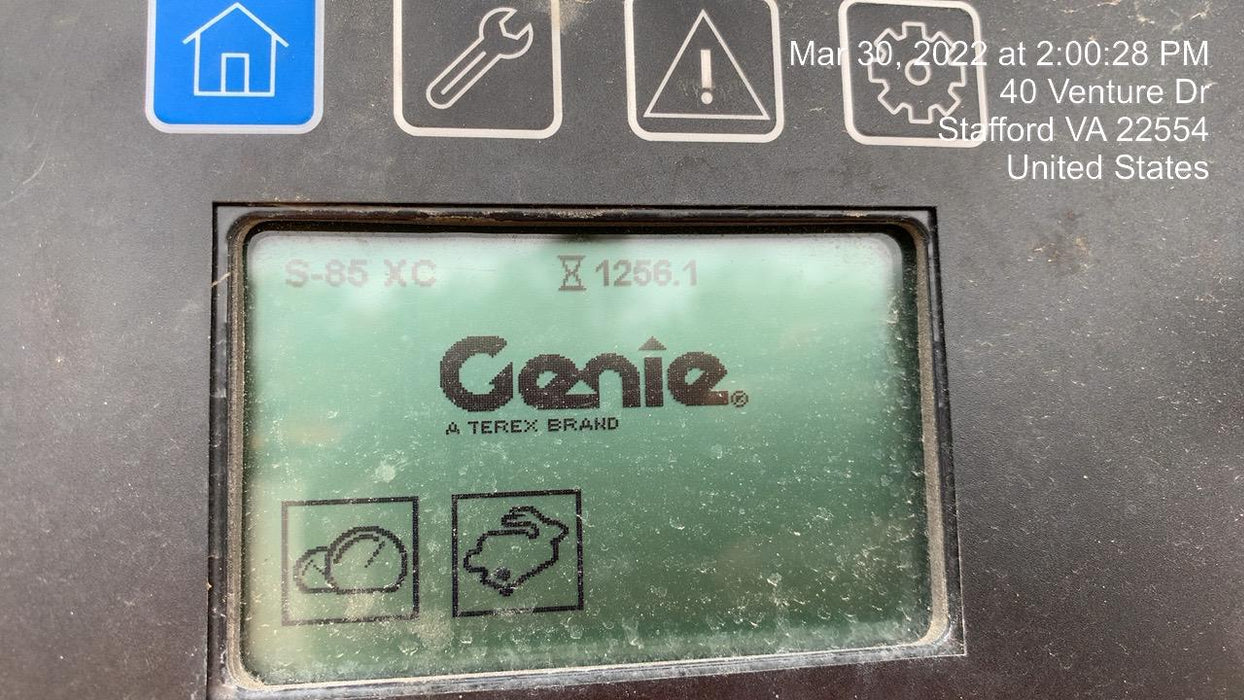 Mar 30, 2022 at 2:00:28 PM
40 Venture Dr
Stafford VA 22554
United States
S-85 XC 1256.1
Genie®
A TEREX BRAND